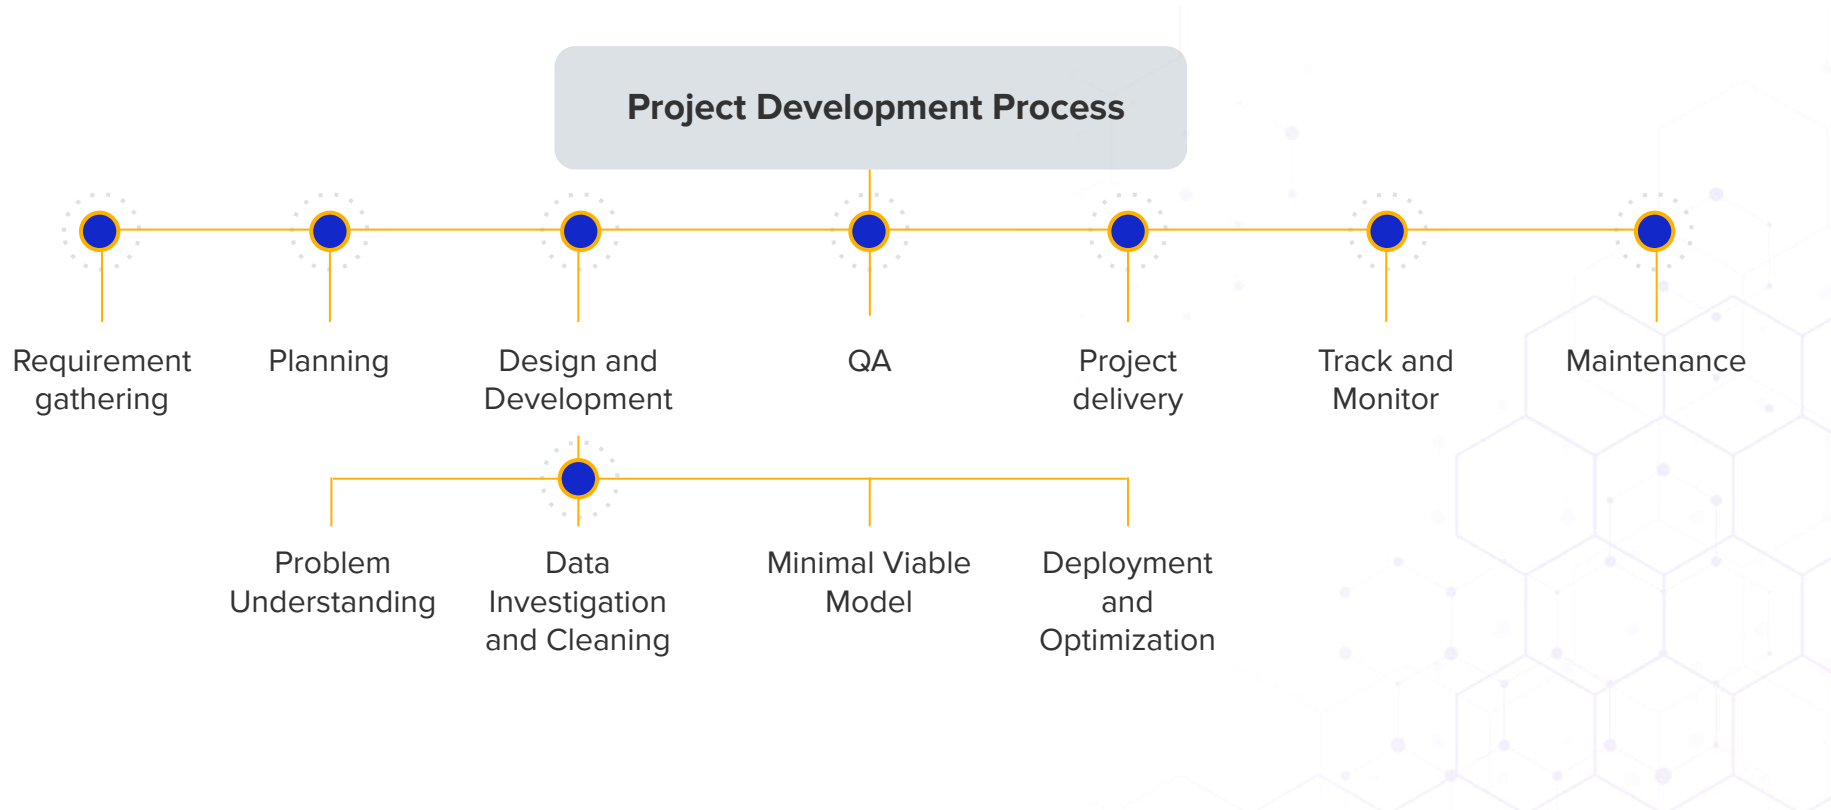 Project Development Process
Requirement
gathering
Planning
Design and
Development
QA
Project
delivery
Track and
Monitor
Maintenance
Problem
Understanding
Data
Investigation
and Cleaning
Minimal Viable
Model
Deployment
and
Optimization